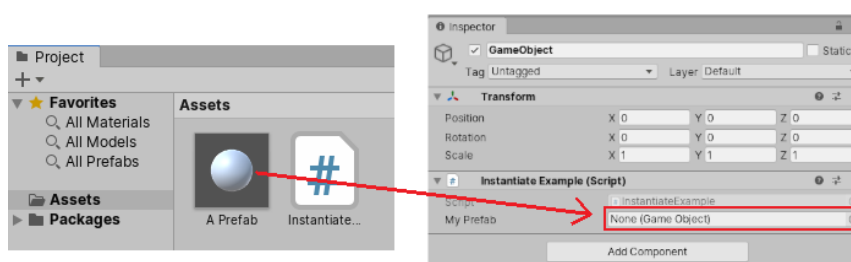 Project
Favorites
All Materials
All Models
All Prefabs
Assets
Packages
Assets
A Prefab
Instantiate...
#
Inspector
GameObject
Static
Tag Untagged
Layer Default
Transform
Position X 0 Y 0 Z 0
Rotation X 0 Y 0 Z 0
Scale X 1 Y 1 Z 1
# Instantiate Example (Script)
Script InstantiateExample
My Prefab None (Game Object)
Add Component